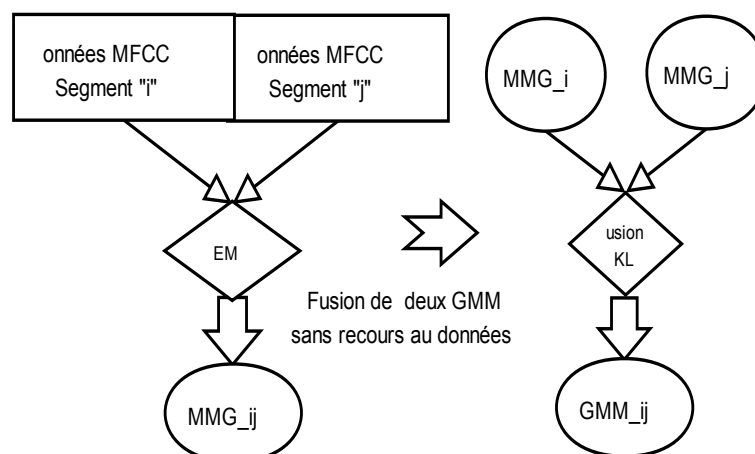 onnées MFCC
Segment "i"
onnées MFCC
Segment "j"
MMG_i
MMG_j
EM
usion
KL
Fusion de deux GMM
sans recours au données
MMG_ij
GMM_ij